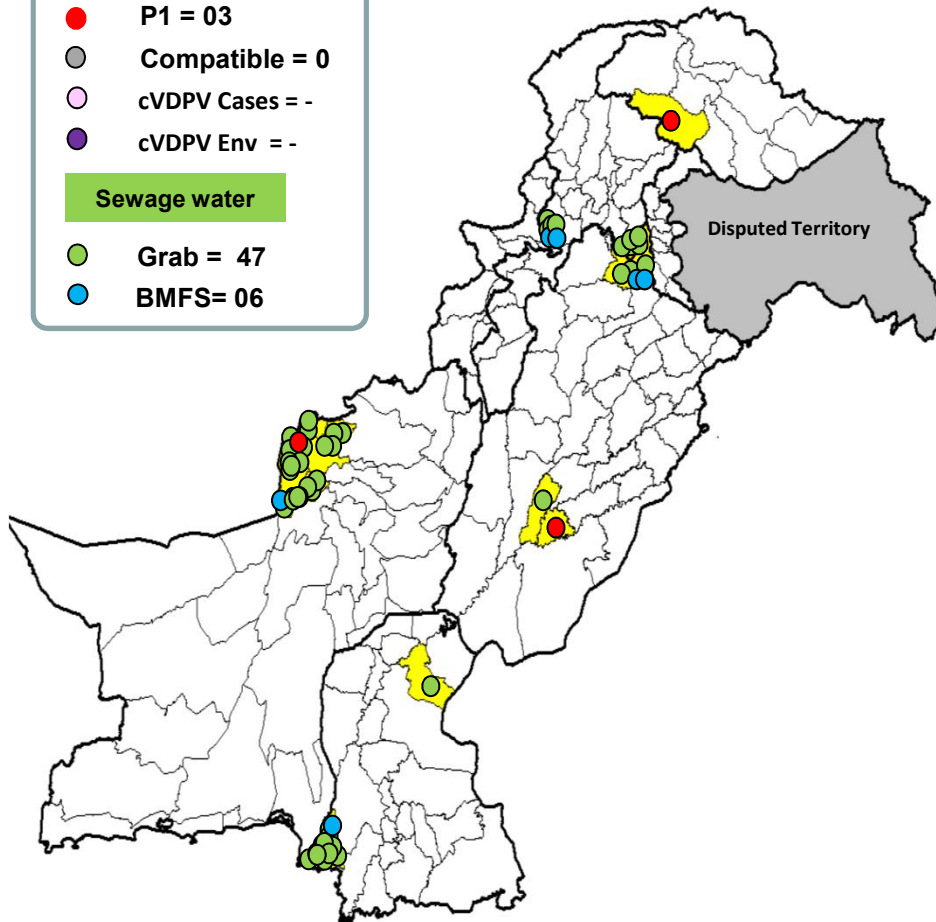 P1 = 03
Compatible = 0
cVDPV Cases = -
cVDPV Env = -
Sewage water
Grab = 47
BMFS= 06
Disputed Territory